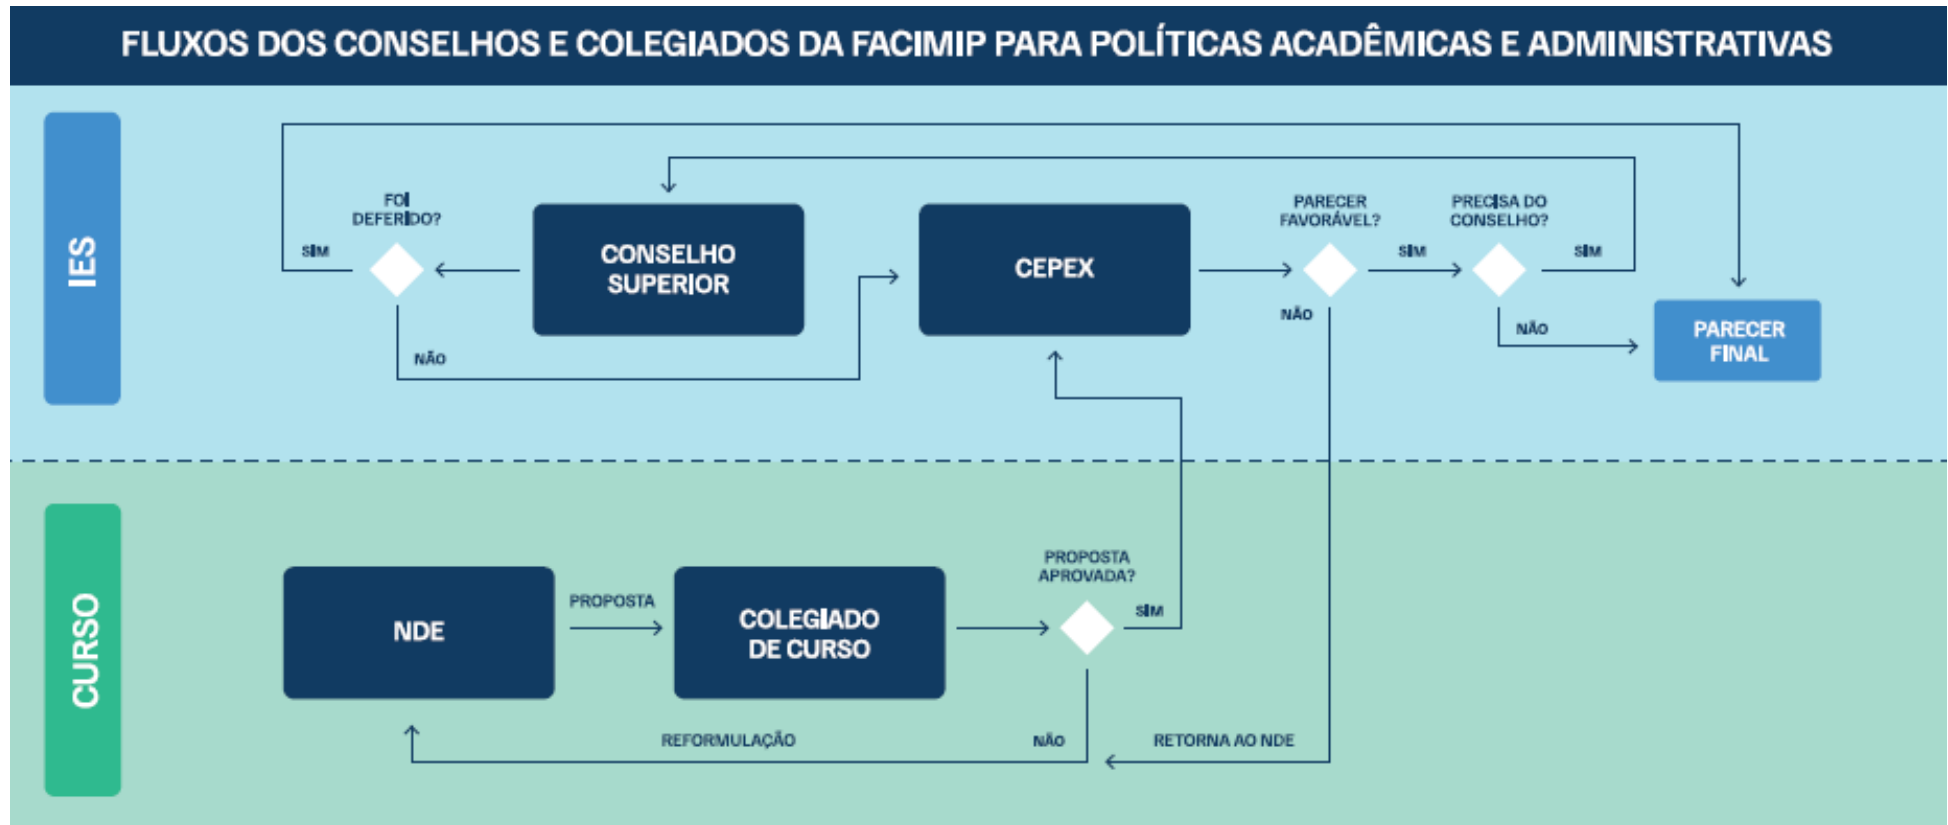 FLUXOS DOS CONSELHOS E COLEGIADOS DA FACIMIP PARA POLÍTICAS ACADÊMICAS E ADMINISTRATIVAS
IES
FOI
DEFERIDO?
SIM
NÃO
CONSELHO
SUPERIOR
CEPEX
PARECER
FAVORÁVEL?
SIM
NÃO
PRECISA DO
CONSELHO?
SIM
NÃO
PARECER
FINAL
CURSO
NDE
PROPOSTA
COLEGIADO
DE CURSO
PROPOSTA
APROVADA?
SIM
NÃO
REFORMULAÇÃO
RETORNA AO NDE